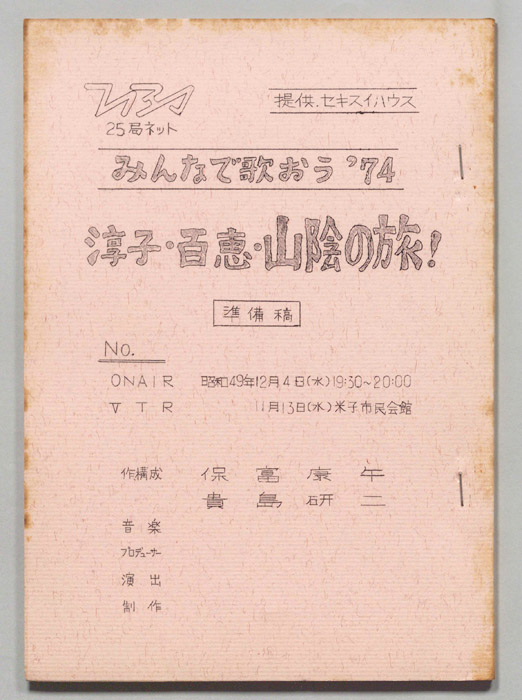 提供.セキスイハウス
25局ネット
みんなで歌おう'74
淳子・百恵・山陰の旅!
準備稿
No.
ONAIR 昭和49年12月4日(水)19:30~20:00
VTR 11月13日(水)米子市民会館
作構成 保富康午
貴島研二
音楽
プロデューサー
演出
制作